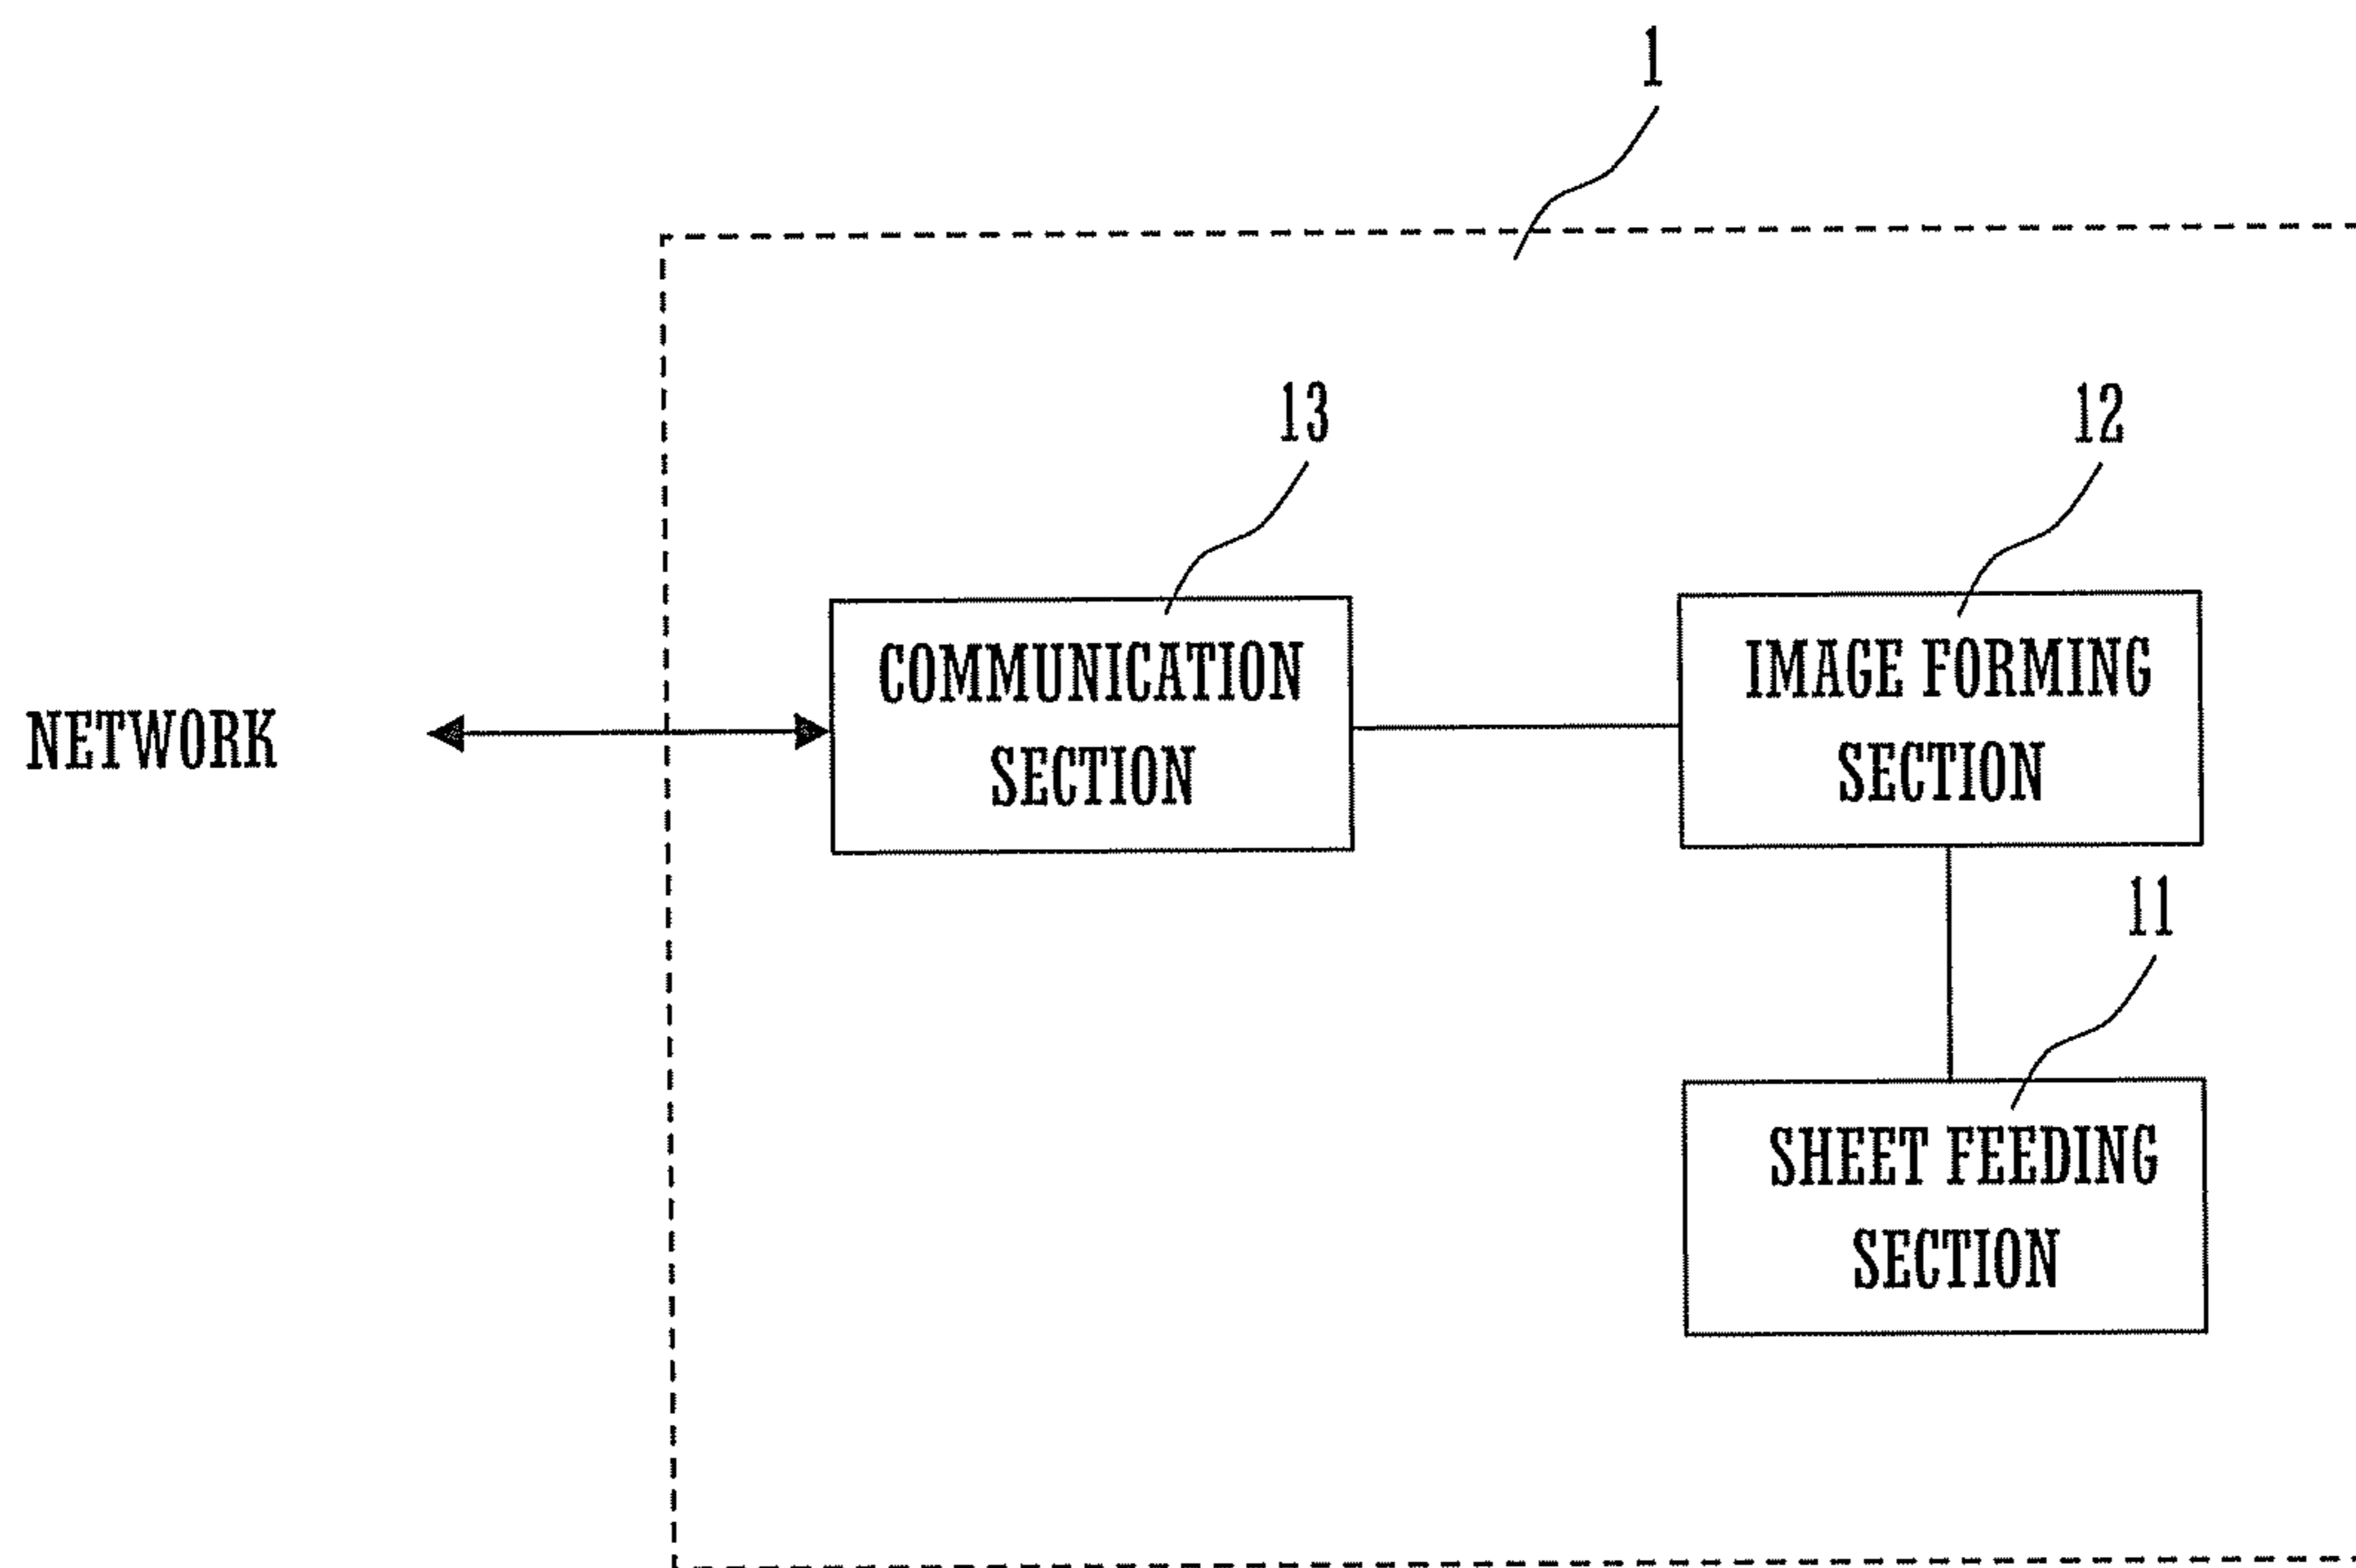 1
13
12
NETWORK
COMMUNICATION
SECTION
IMAGE FORMING
SECTION
11
SHEET FEEDING
SECTION